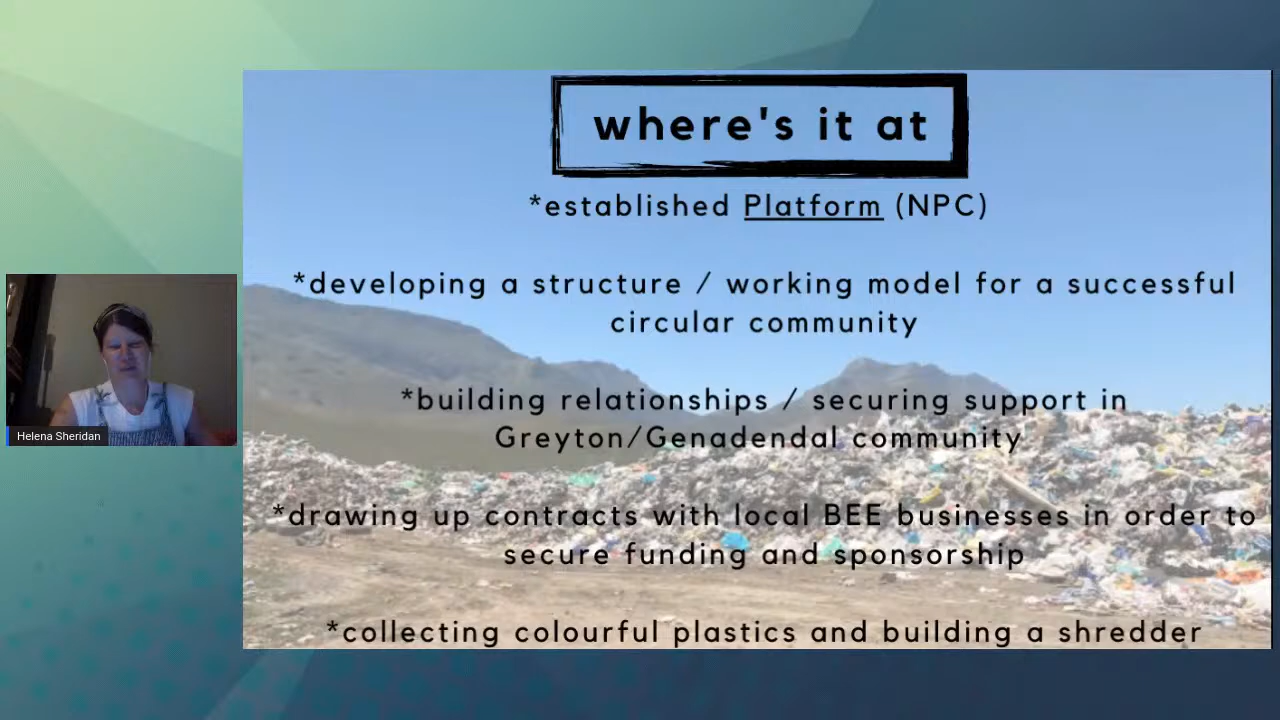 where's it at
*established Platform (NPC)
*developing a structure / working model for a successful
circular community
*building relationships / securing support in
Greyton/Genadendal community
*drawing up contracts with local BEE businesses in order to
secure funding and sponsorship
*collecting colourful plastics and building a shredder
Helena Sheridan